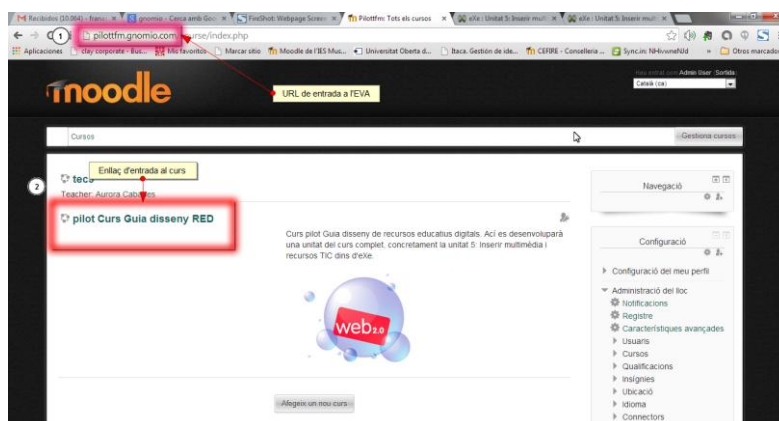 Recibidos (10.064) - franc
gnomio - Cerca amb Goo
FireShot: Webpage Screen
Pilottfm: Tots els cursos
eXe : Unitat 5: Inserir mult
eXe : Unitat 5: Inserir mult
1
pilottfm.gnomio.com/course/index.php
Aplicaciones
clay corporate - Bus...
Mis favoritos
Marcar sitio
Moodle de l'IES Mus...
Universitat Oberta d...
Itaca. Gestión de ide...
CEFIRE - Conselleria ...
Otros marcadores
moodle
URL de entrada a l'EVA
Admin User (Sortida)
Català (ca)
Cursos
Gestiona cursos
2
tecs
Enllaç d'entrada al curs
Teacher: Aurora
pilot Curs Guia disseny RED
Curs pilot Guia disseny de recursos educatius digitals. Ací es desenvoluparà
una unitat del curs complet, concretament la unitat 5: Inserir multimèdia i
recursos TIC dins d'eXe.
web 2.0
Afegeix un nou curs
Navegació
Configuració
Configuració del meu perfil
Administració del lloc
Notificacions
Registre
Característiques avançades
Usuaris
Cursos
Qualificacions
Insígnies
Ubicació
Idioma
Connectors